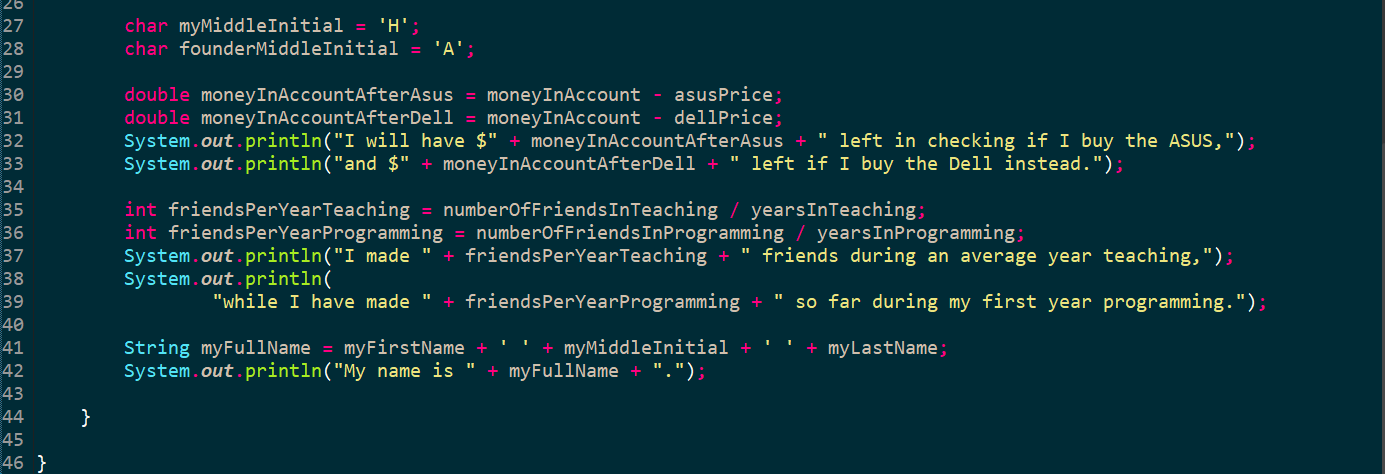 26
27         char myMiddleInitial = 'H';
28         char founderMiddleInitial = 'A';
29
30         double moneyInAccountAfterAsus = moneyInAccount - asusPrice;
31         double moneyInAccountAfterDell = moneyInAccount - dellPrice;
32         System.out.println("I will have $" + moneyInAccountAfterAsus + " left in checking if I buy the ASUS,");
33         System.out.println("and $" + moneyInAccountAfterDell + " left if I buy the Dell instead.");
34
35         int friendsPerYearTeaching = numberOfFriendsInTeaching / yearsInTeaching;
36         int friendsPerYearProgramming = numberOfFriendsInProgramming / yearsInProgramming;
37         System.out.println("I made " + friendsPerYearTeaching + " friends during an average year teaching,");
38         System.out.println(
39                 "while I have made " + friendsPerYearProgramming + " so far during my first year programming.");
40
41         String myFullName = myFirstName + ' ' + myMiddleInitial + ' ' + myLastName;
42         System.out.println("My name is " + myFullName + ".");
43
44     }
45
46 }